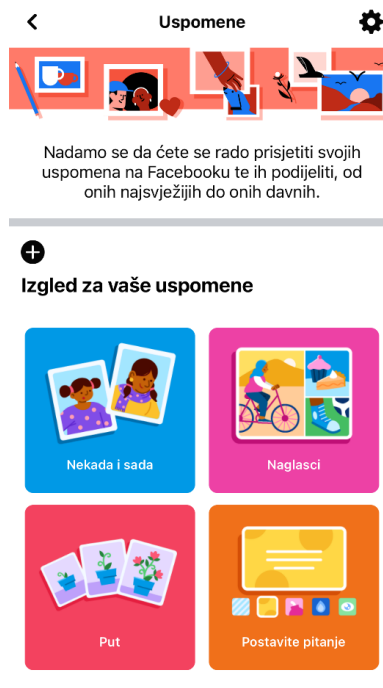 Uspomene
Nadamo se da ćete se rado prisjetiti svojih
uspomena na Facebooku te ih podijeliti, od
onih najsvježijih do onih davnih.
Izgled za vaše uspomene
Nekada i sada
Naglasci
Put
Postavite pitanje